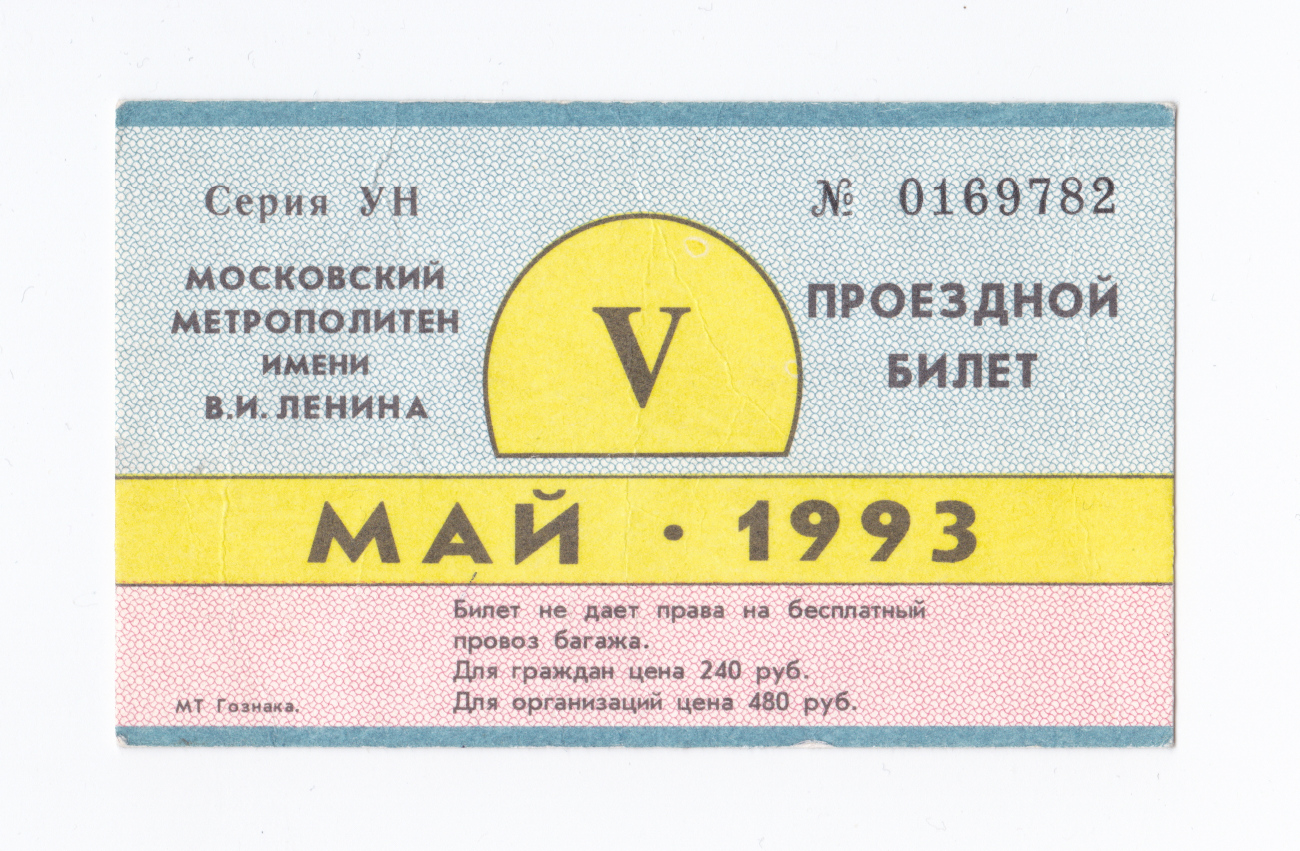 Серия УН
№ 0169782
МОСКОВСКИЙ
МЕТРОПОЛИТЕН
ИМЕНИ
В.И. ЛЕНИНА
V
ПРОЕЗДНОЙ
БИЛЕТ
МАЙ · 1993
Билет не дает права на бесплатный
провоз багажа.
Для граждан цена 240 руб.
Для организаций цена 480 руб.
МТ Гознака.